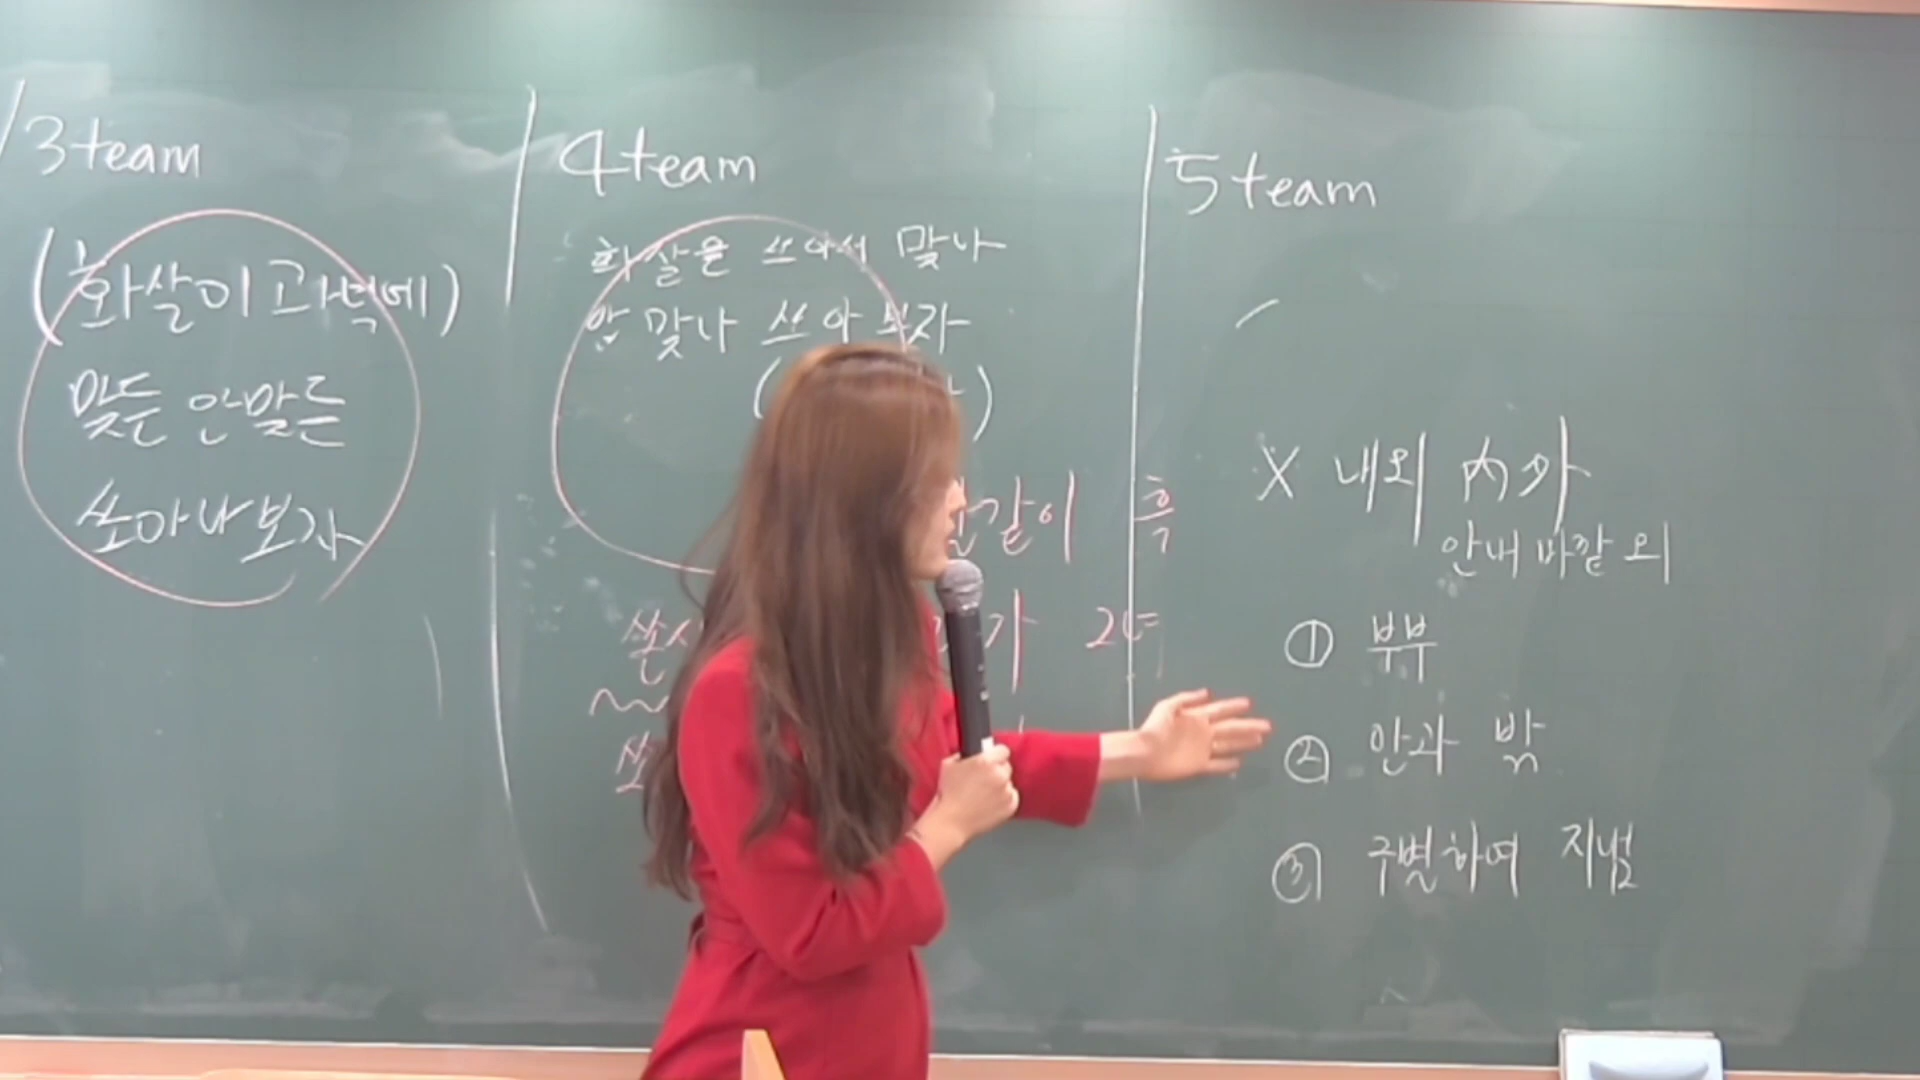 3team
(화살이 과녁에)
맞든 안맞든
쏘아나보자
4team
화살을 쏘아서 맞나
안 맞나 쏘아보자
( )
같이 흑
가
5team
X 내외 內外
안내 바깥외
① 부부
② 안과 밖
③ 구별하여 지냄